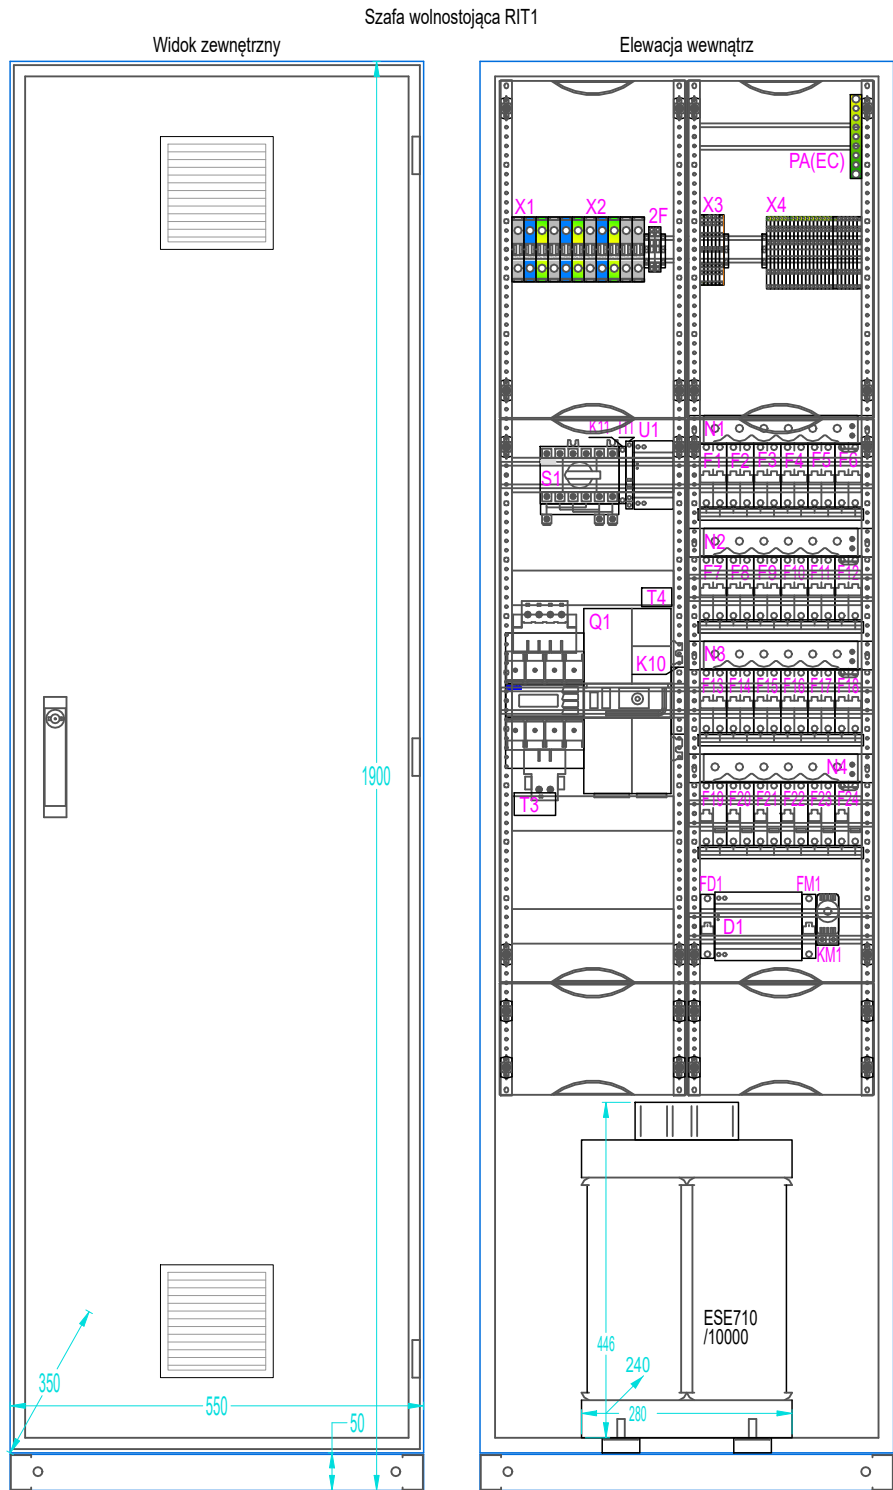 Szafa wolnostojąca RIT1
Widok zewnętrzny
Elewacja wewnątrz
PA(EC)
X1
X2
2F
X3
X4
K11
U1
N1
S1
F1
F2
F3
F4
F5
F6
N2
F7
F8
F9
F10
F11
F12
T4
Q1
K10
N3
F13
F14
F15
F16
F17
F18
N4
T3
F19
F20
F21
F22
F23
F24
1900
FD1
FM1
D1
KM1
ESE710
/10000
446
240
280
350
550
50